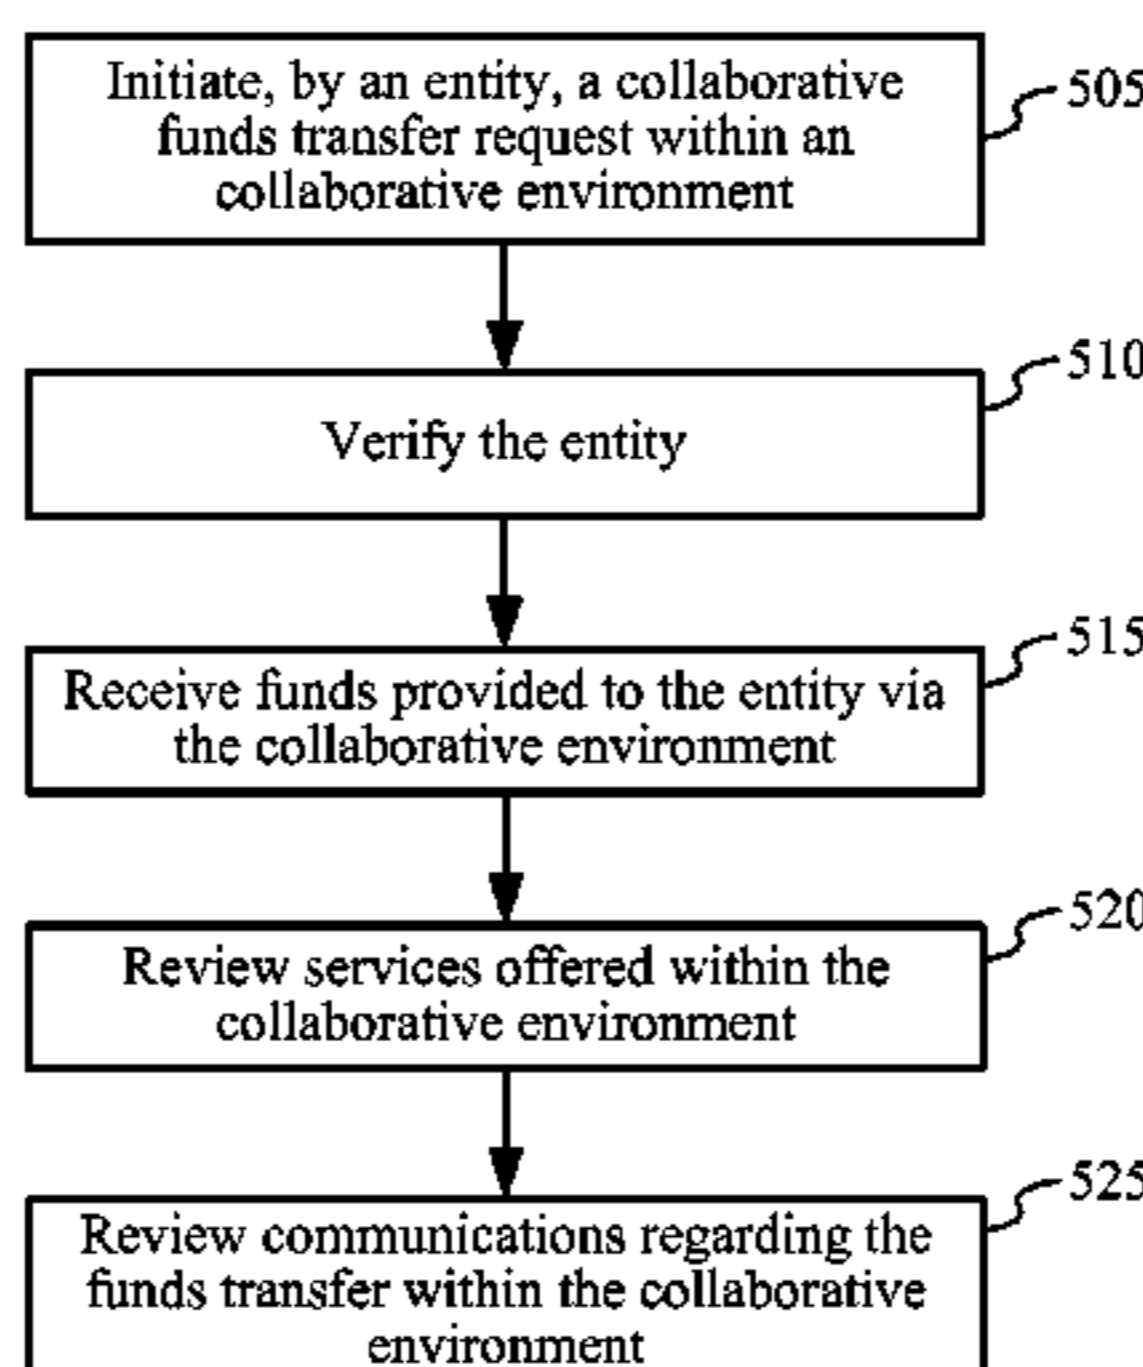 Initiate, by an entity, a collaborative
funds transfer request within an
collaborative environment
505
Verify the entity
510
Receive funds provided to the entity via
the collaborative environment
515
Review services offered within the
collaborative environment
520
Review communications regarding the
funds transfer within the collaborative
environment
525